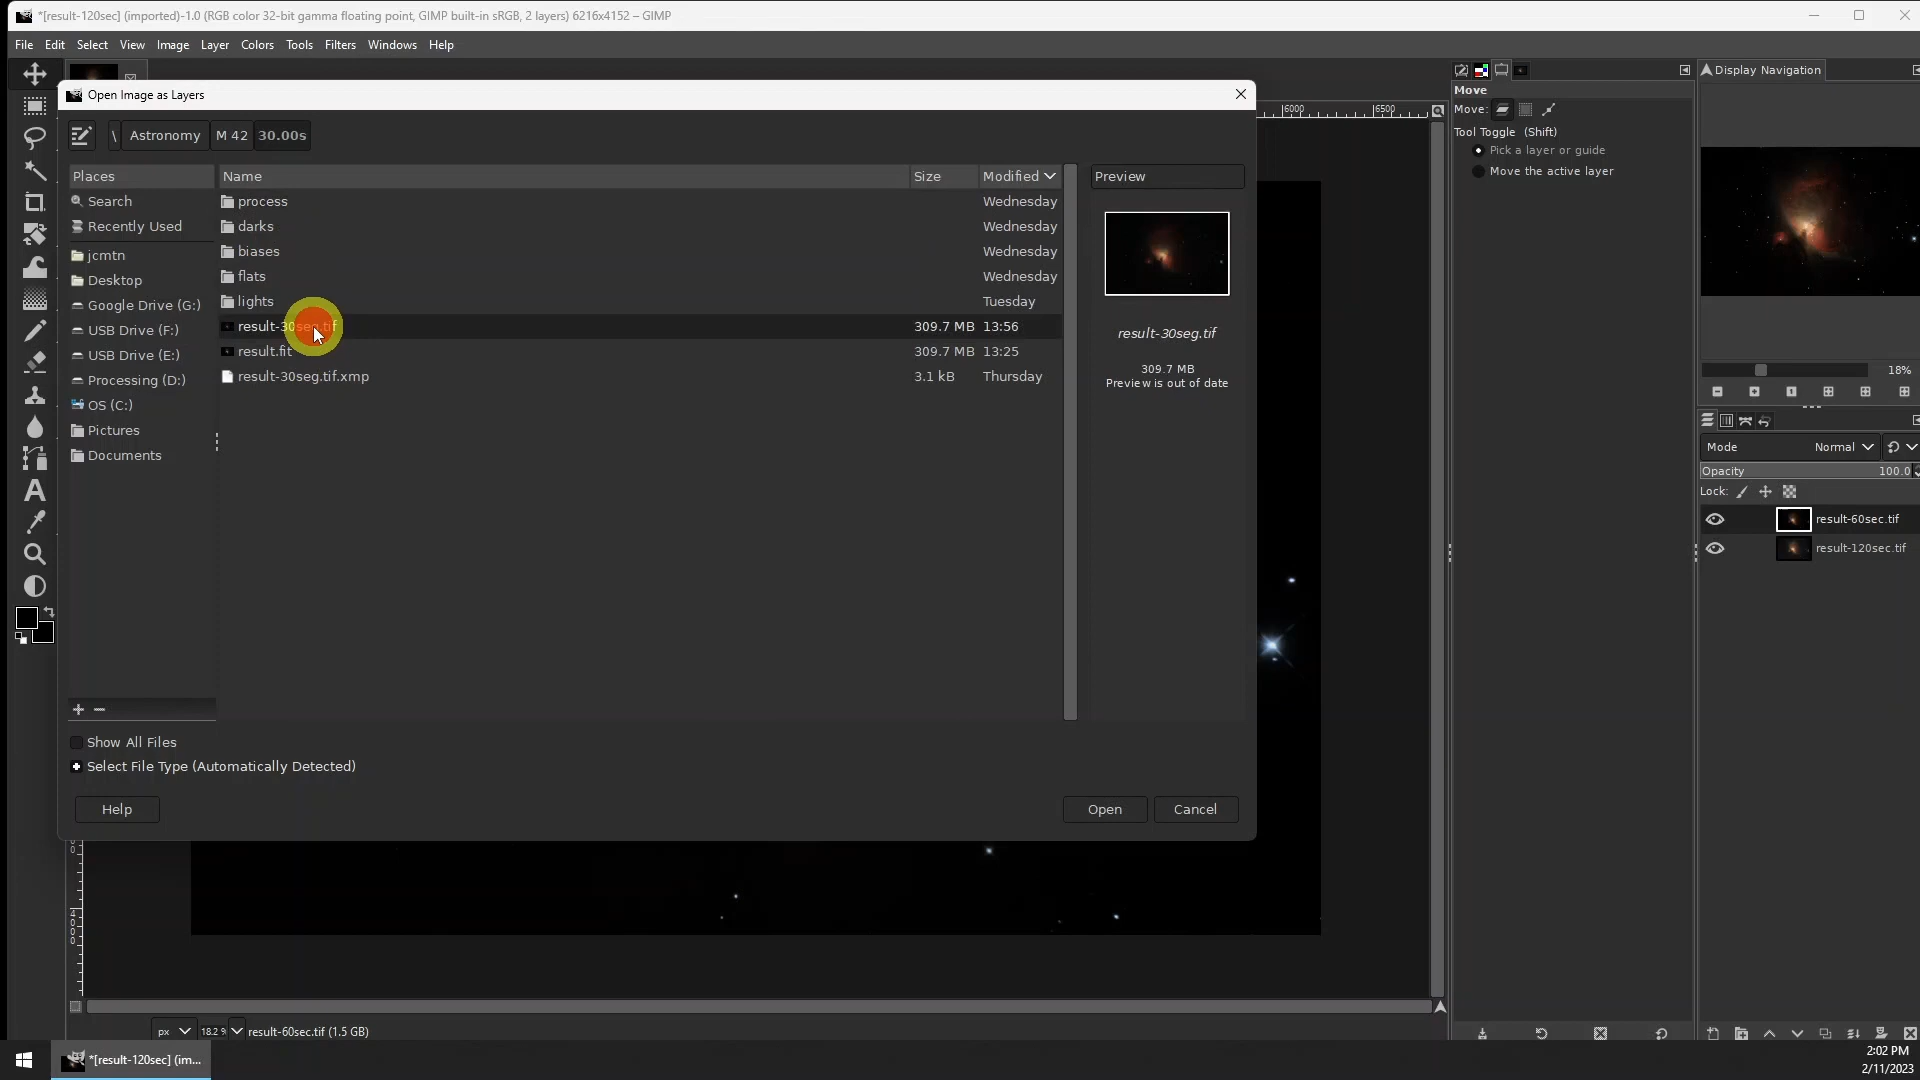 *[result-120sec] (imported)-1.0 (RGB color 32-bit gamma floating point, GIMP built-in sRGB, 2 layers) 6216x4152 – GIMP
File Edit Select View Image Layer Colors Tools Filters Windows Help
Open Image as Layers
\ Astronomy M 42 30.00s
Places Name Size Modified Preview
Search process Wednesday
Recently Used darks Wednesday
jcmtn biases Wednesday
Desktop flats Wednesday
Google Drive (G:) lights Tuesday
USB Drive (F:) result-30seg.tif 309.7 MB 13:56
USB Drive (E:) result.fit 309.7 MB 13:25
Processing (D:) result-30seg.tif.xmp 3.1 kB Thursday
OS (C:)
Pictures
Documents
result-30seg.tif
309.7 MB
Preview is out of date
Show All Files
Select File Type (Automatically Detected)
Help Open Cancel
6000 6500
4000
Move
Move:
Tool Toggle (Shift)
Pick a layer or guide
Move the active layer
Display Navigation
18%
Mode Normal
Opacity 100.0
Lock:
result-60sec.tif
result-120sec.tif
px 18.2 % result-60sec.tif (1.5 GB)
*[result-120sec] (im...
2:02 PM
2/11/2023